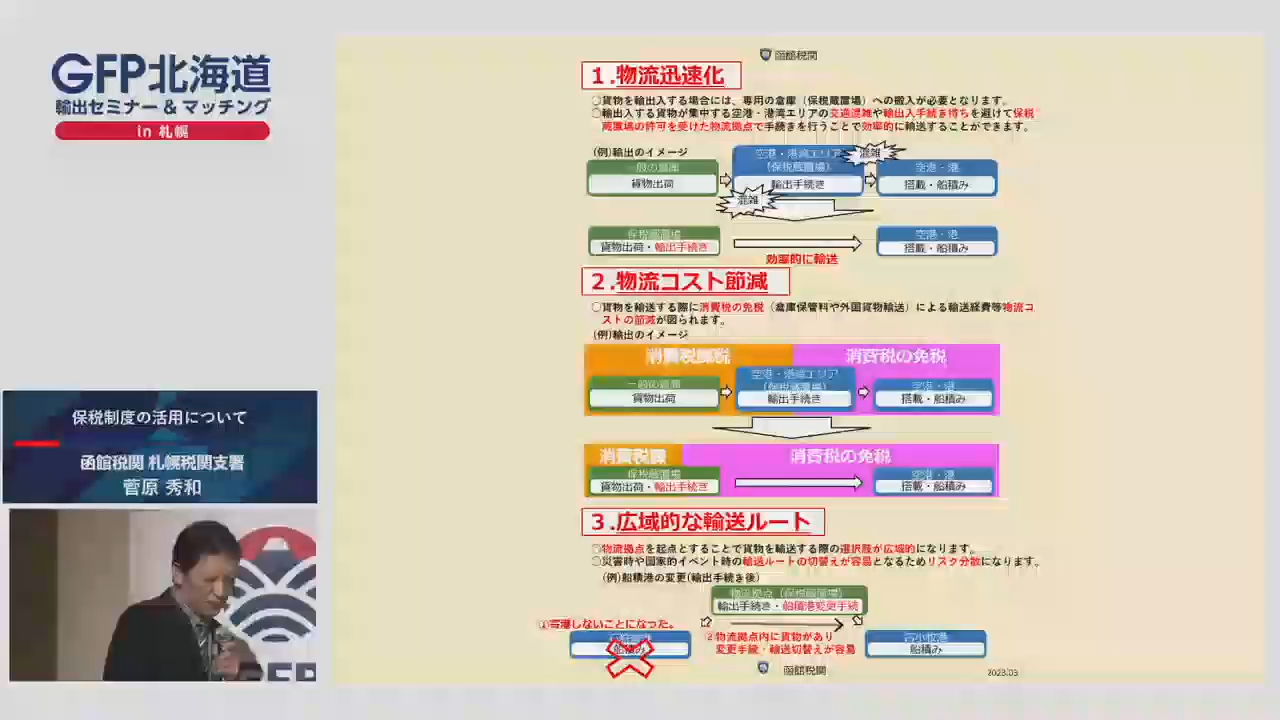 GFP北海道
輸出セミナー&マッチング
in 札幌
保税制度の活用について
函館税関 札幌税関支署
菅原 秀和
函館税関
1.物流迅速化
○貨物を輸出入する場合には、専用の倉庫（保税蔵置場）への搬入が必要となります。
○輸出入する貨物が集中する空港・港湾エリアの交通混雑や輸出入手続き待ちを避けて保税
蔵置場の許可を受けた物流拠点で手続きを行うことで効率的に輸送することができます。
(例)輸出のイメージ
一般の倉庫
貨物出荷
空港・港湾エリア
（保税蔵置場）
輸出手続き
混雑
空港・港
搭載・船積み
混雑
保税蔵置場
貨物出荷・輸出手続き
効率的に輸送
空港・港
搭載・船積み
2.物流コスト節減
○貨物を輸送する際に消費税の免税（倉庫保管料や外国貨物輸送）による輸送経費等物流コ
ストの節減が図られます。
(例)輸出のイメージ
消費税課税
消費税の免税
一般の倉庫
貨物出荷
空港・港湾エリア
（保税蔵置場）
輸出手続き
空港・港
搭載・船積み
消費税課
消費税の免税
保税蔵置場
貨物出荷・輸出手続き
空港・港
搭載・船積み
3.広域的な輸送ルート
○物流拠点を起点とすることで貨物を輸送する際の選択肢が広域的になります。
○災害時や国家的イベント時の輸送ルートの切替えが容易となるためリスク分散になります。
(例)船積港の変更(輸出手続き後)
物流拠点（保税蔵置場）
輸出手続き・船積港変更手続
①寄港しないことになった。
船積み
②物流拠点内に貨物があり
変更手続・輸送切替えが容易
苫小牧港
船積み
函館税関
2023.03